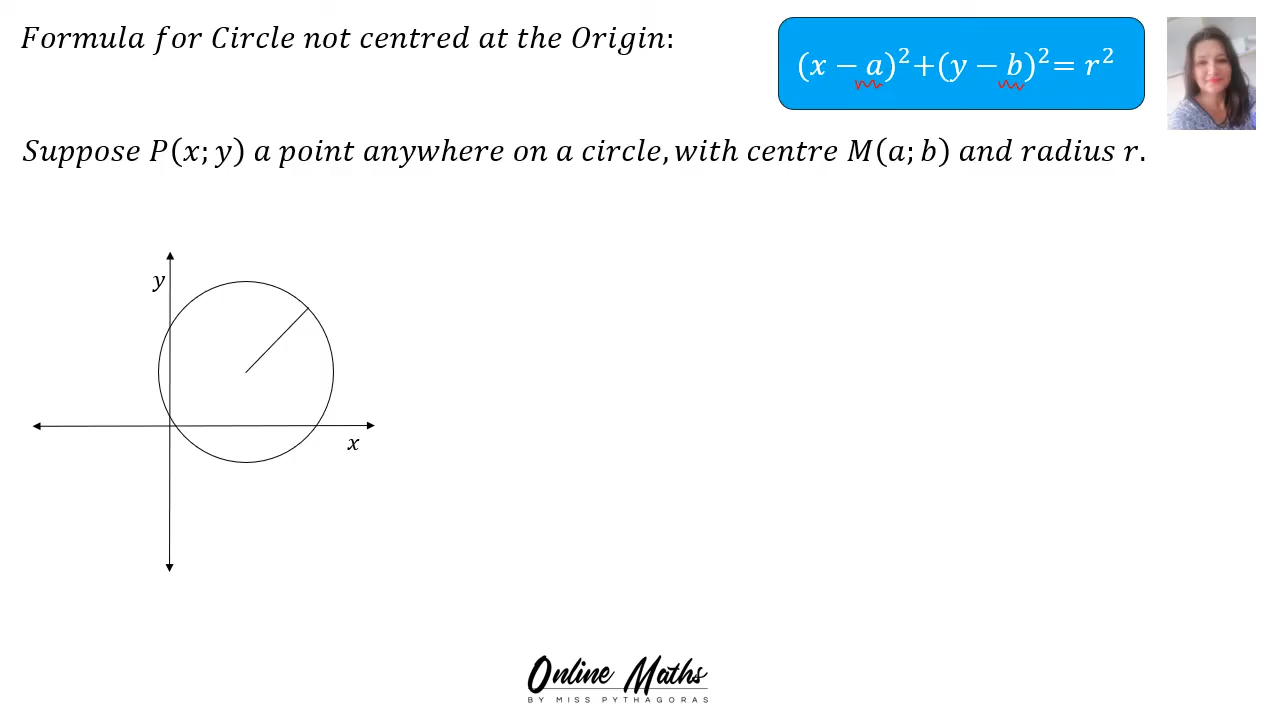 Formula for Circle not centred at the Origin:
(x − a)²+(y − b)²= r²
Suppose P(x; y) a point anywhere on a circle, with centre M(a; b) and radius r.
y
x
Online Maths
BY MISS PYTHAGORAS